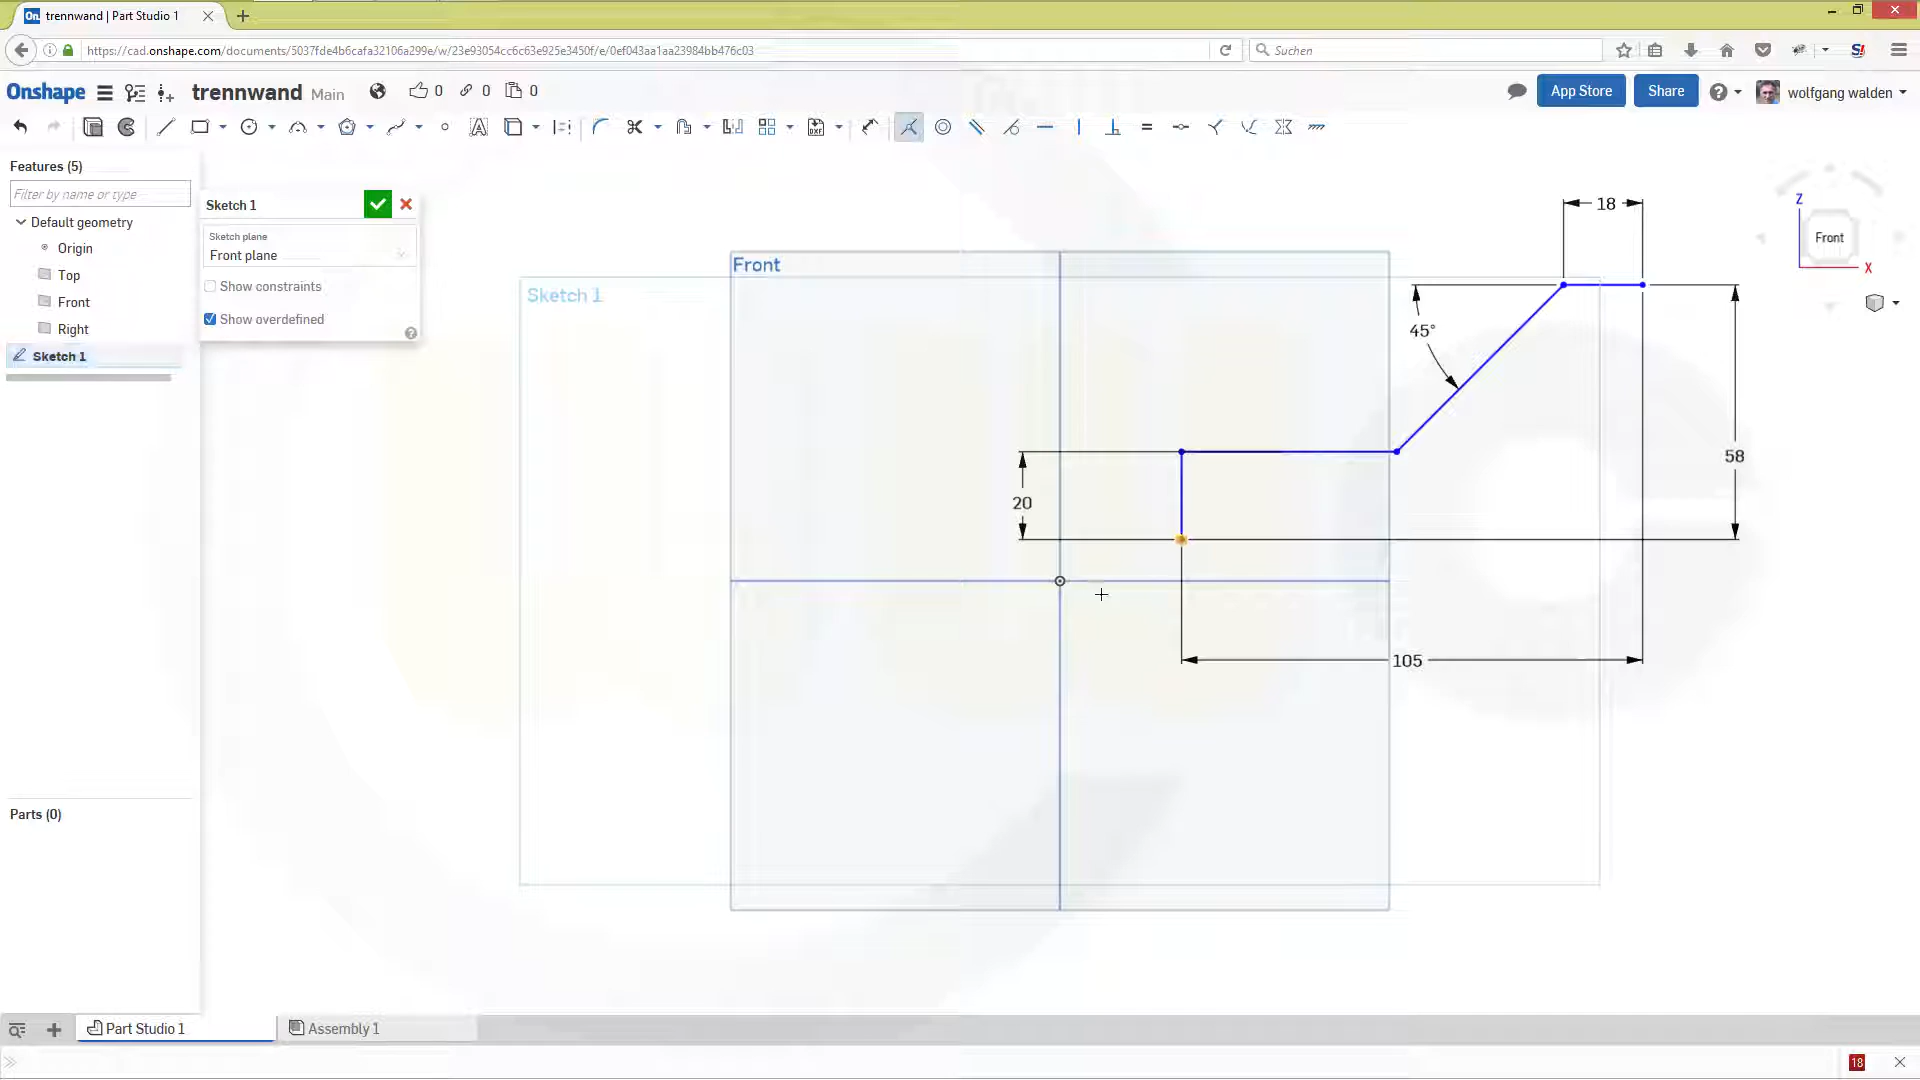 trennwand | Part Studio 1
https://cad.onshape.com/documents/5037fde4b6cafa32106a299e/w/23e93054cc6c63e925e3450f/e/0ef043aa1aa23984bb476c03
Suchen
Onshape
trennwand Main
0 0 0
App Store
Share
wolfgang walden
Features (5)
Filter by name or type
Default geometry
Origin
Top
Front
Right
Sketch 1
Sketch 1
Sketch plane
Front plane
Show constraints
Show overdefined
Front
Sketch 1
18
45°
20
58
105
Z
Front
X
Parts (0)
Part Studio 1
Assembly 1
18